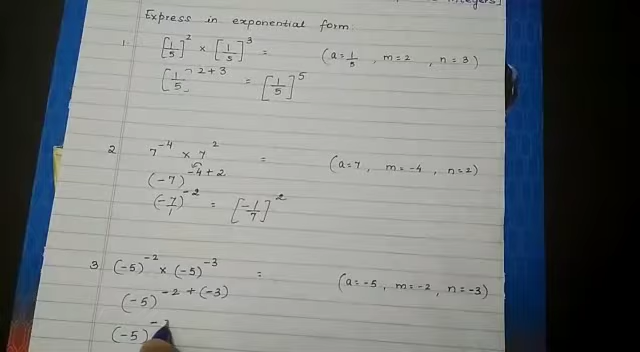 Integers]
Express in exponential form:
1. [1/5]^2 × [1/5]^3 = (a=1/5, m=2, n=3)
[1/5]^2+3 = [1/5]^5
2. 7^-4 × 7^2 = (a=7, m=-4, n=2)
(-7)^-4+2
(-7/1)^-2 = [-1/7]^2
3. (-5)^-2 × (-5)^-3 = (a=-5, m=-2, n=-3)
(-5)^-2+(-3)
(-5)^-